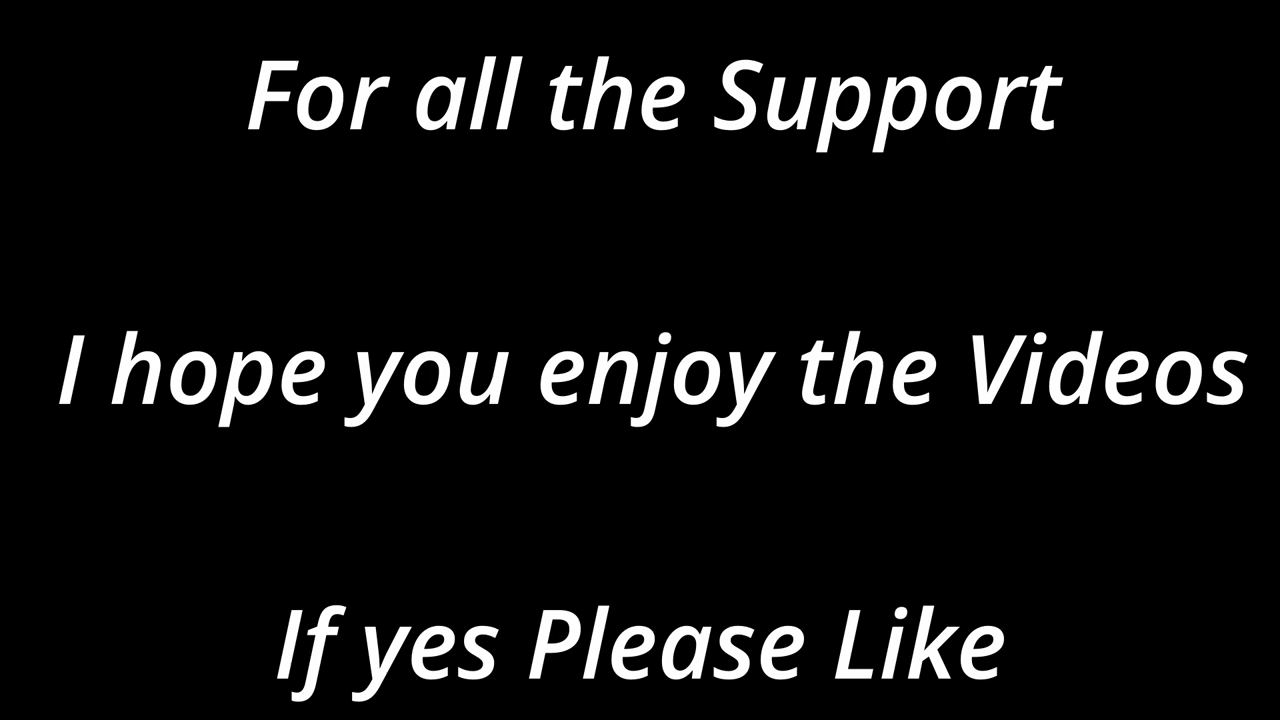 For all the Support
I hope you enjoy the Videos
If yes Please Like